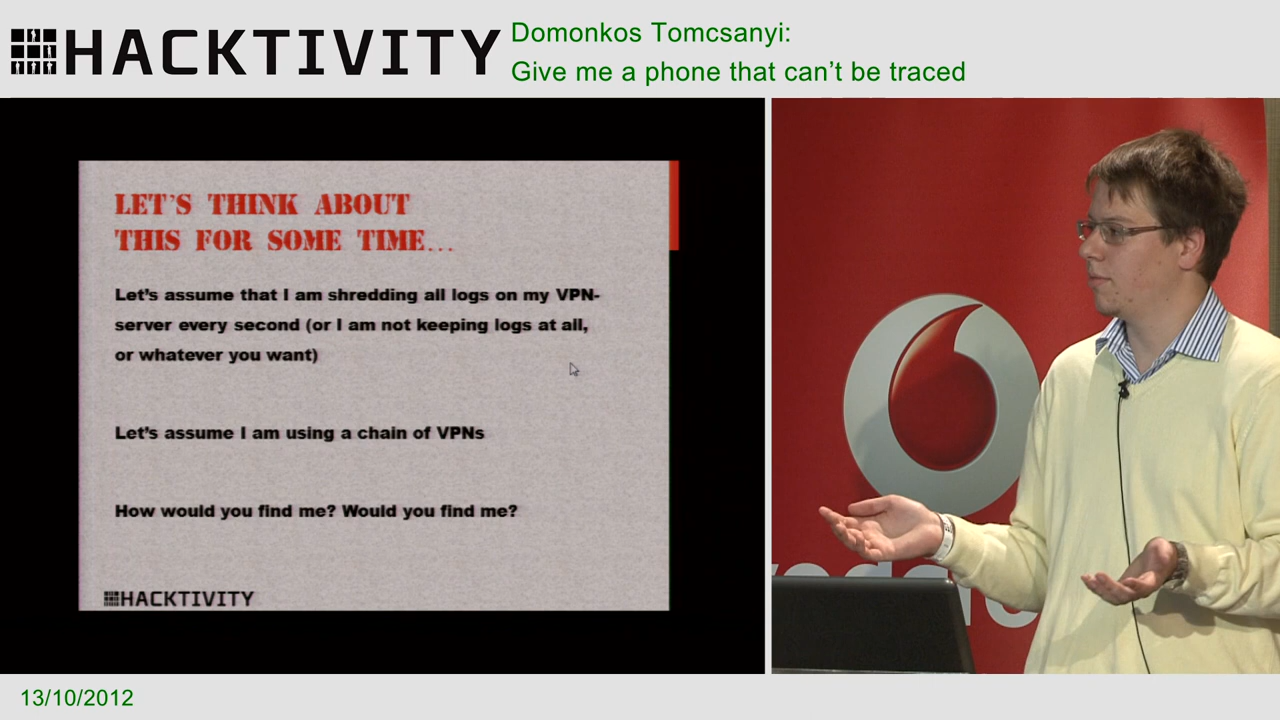 HACKTIVITY
Domonkos Tomcsanyi:
Give me a phone that can't be traced
LET'S THINK ABOUT
THIS FOR SOME TIME...
Let's assume that I am shredding all logs on my VPN-
server every second (or I am not keeping logs at all,
or whatever you want)
Let's assume I am using a chain of VPNs
How would you find me? Would you find me?
HACKTIVITY
13/10/2012